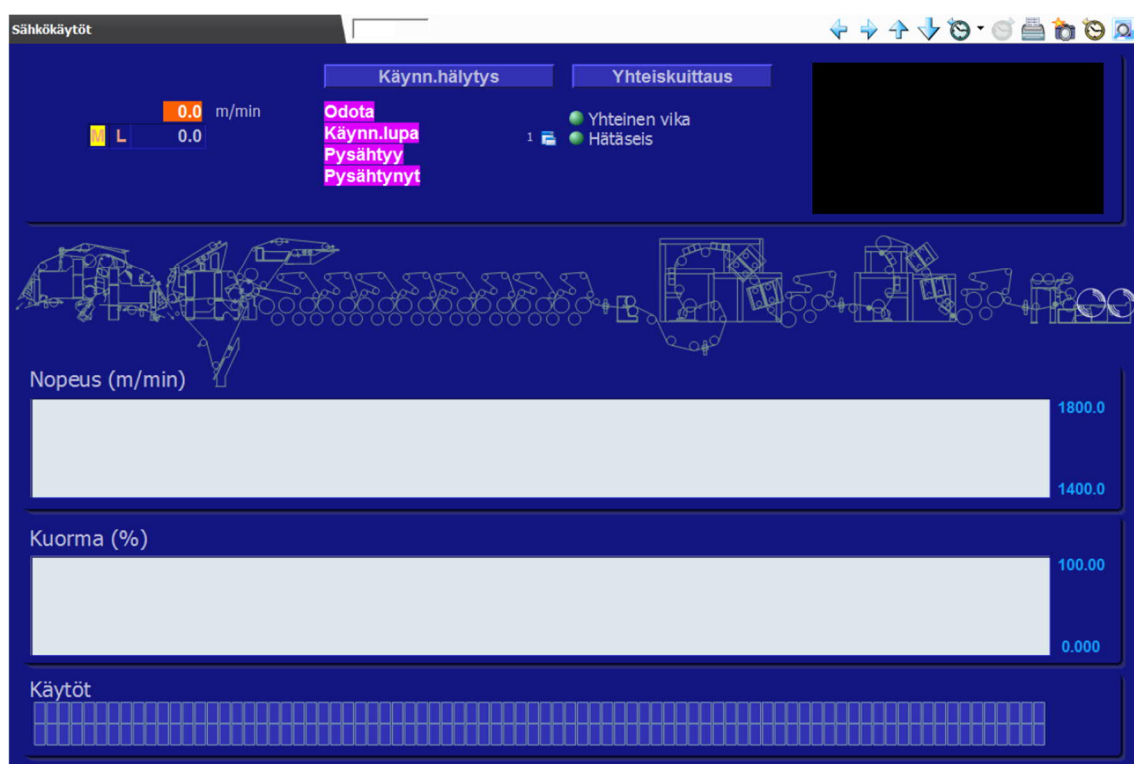 Sähkökäytöt
Käynn.hälytys
Yhteiskuittaus
0.0 m/min
M L 0.0
Odota
Käynn.lupa
Pysähtyy
Pysähtynyt
1
Yhteinen vika
Hätäseis
Nopeus (m/min)
1800.0
1400.0
Kuorma (%)
100.00
0.000
Käytöt